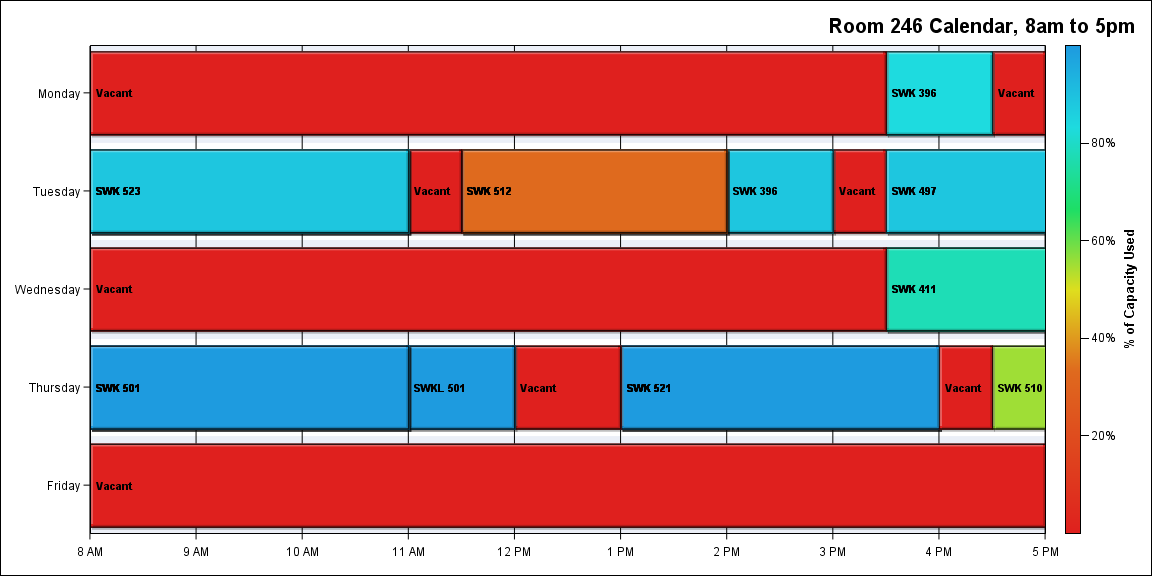 Room 246 Calendar, 8am to 5pm
Monday
Vacant
SWK 396
Vacant
80%
Tuesday
SWK 523
Vacant
SWK 512
SWK 396
Vacant
SWK 497
60%
Wednesday
Vacant
SWK 411
40%
% of Capacity Used
Thursday
SWK 501
SWKL 501
Vacant
SWK 521
Vacant
SWK 510
20%
Friday
Vacant
8 AM 9 AM 10 AM 11 AM 12 PM 1 PM 2 PM 3 PM 4 PM 5 PM